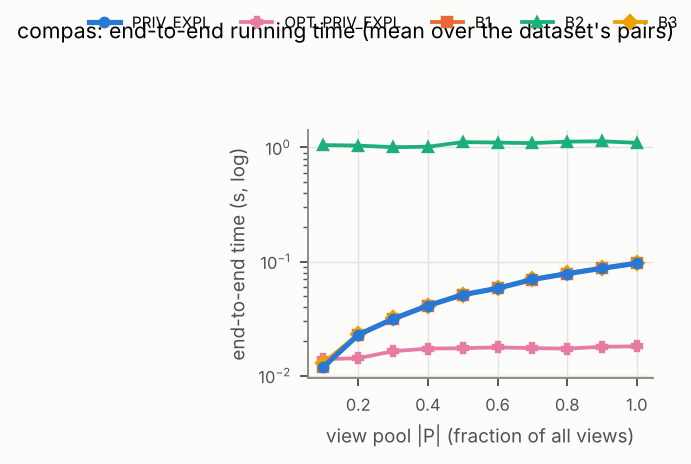 PRIV_EXPL OPT_PRIV_EXPL B1 B2 B3
compas: end-to-end running time (mean over the dataset's pairs)
end-to-end time (s, log)
10⁰
10⁻¹
10⁻²
0.2 0.4 0.6 0.8 1.0
view pool |P| (fraction of all views)